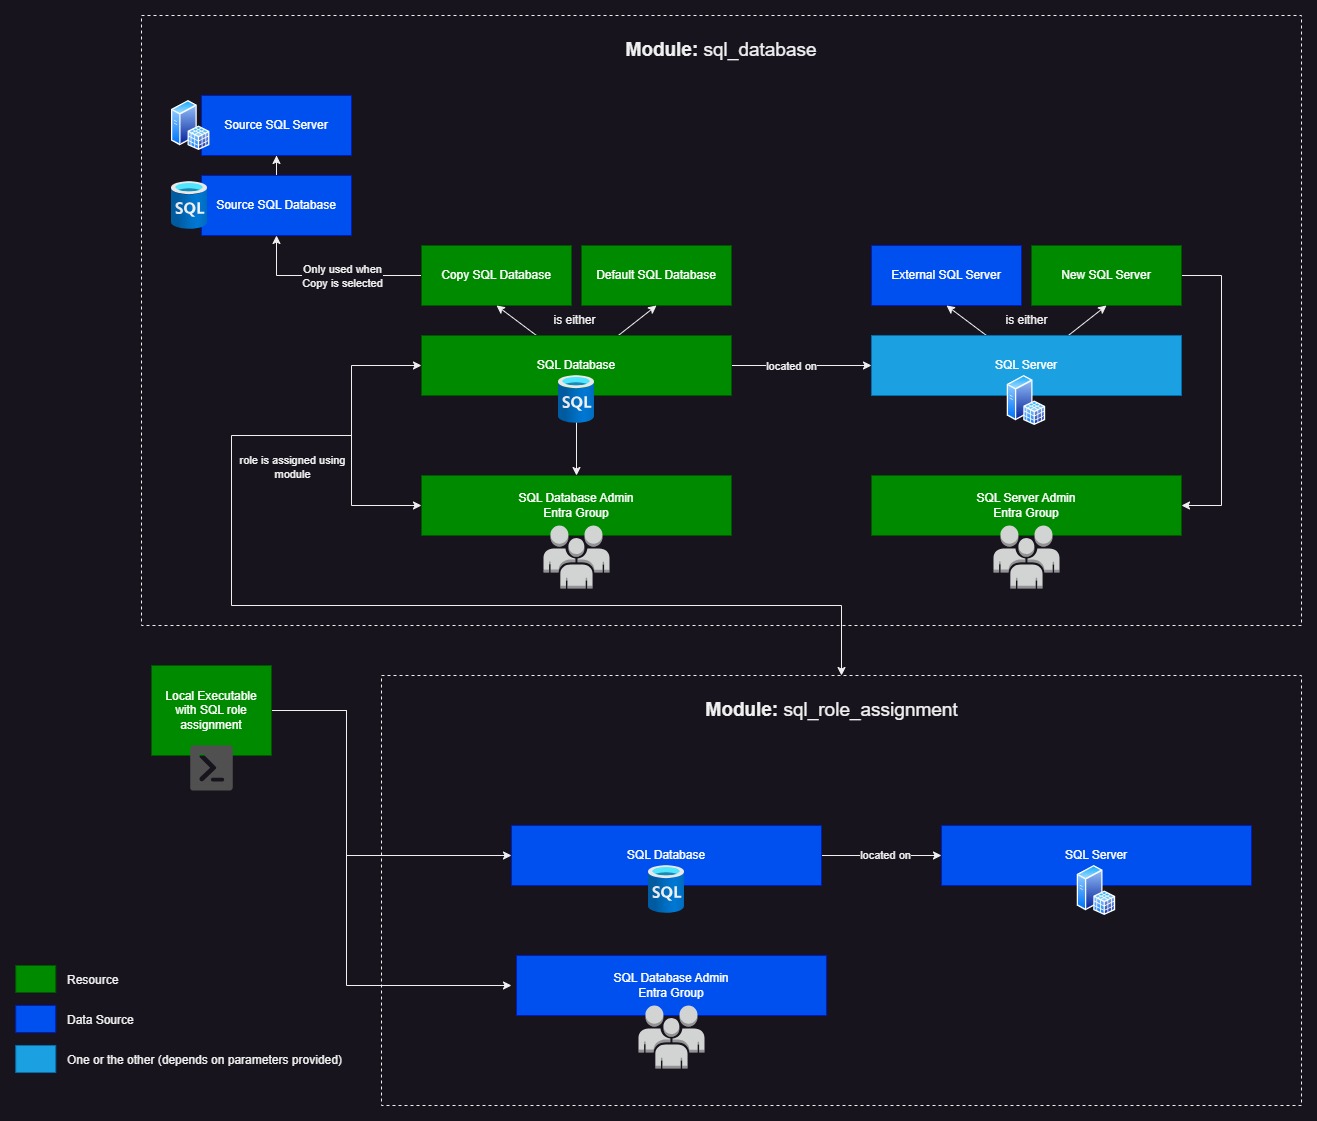 Module: sql_database
Source SQL Server
SQL
Source SQL Database
Only used when
Copy is selected
Copy SQL Database
Default SQL Database
External SQL Server
New SQL Server
is either
is either
SQL Database
SQL
located on
SQL Server
role is assigned using
module
SQL Database Admin
Entra Group
SQL Server Admin
Entra Group
Local Executable
with SQL role
assignment
Module: sql_role_assignment
SQL Database
SQL
located on
SQL Server
SQL Database Admin
Entra Group
Resource
Data Source
One or the other (depends on parameters provided)